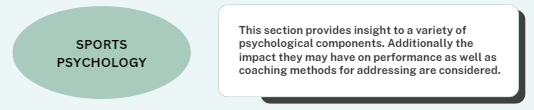 SPORTS
PSYCHOLOGY
This section provides insight to a variety of
psychological components. Additionally the
impact they may have on performance as well as
coaching methods for addressing are considered.